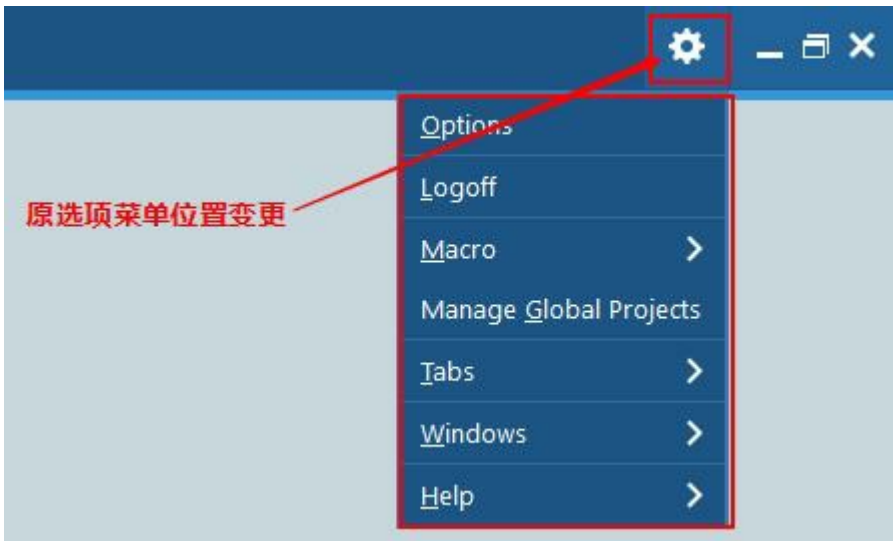 Options
Logoff
原选项菜单位置变更
Macro
Manage Global Projects
Tabs
Windows
Help